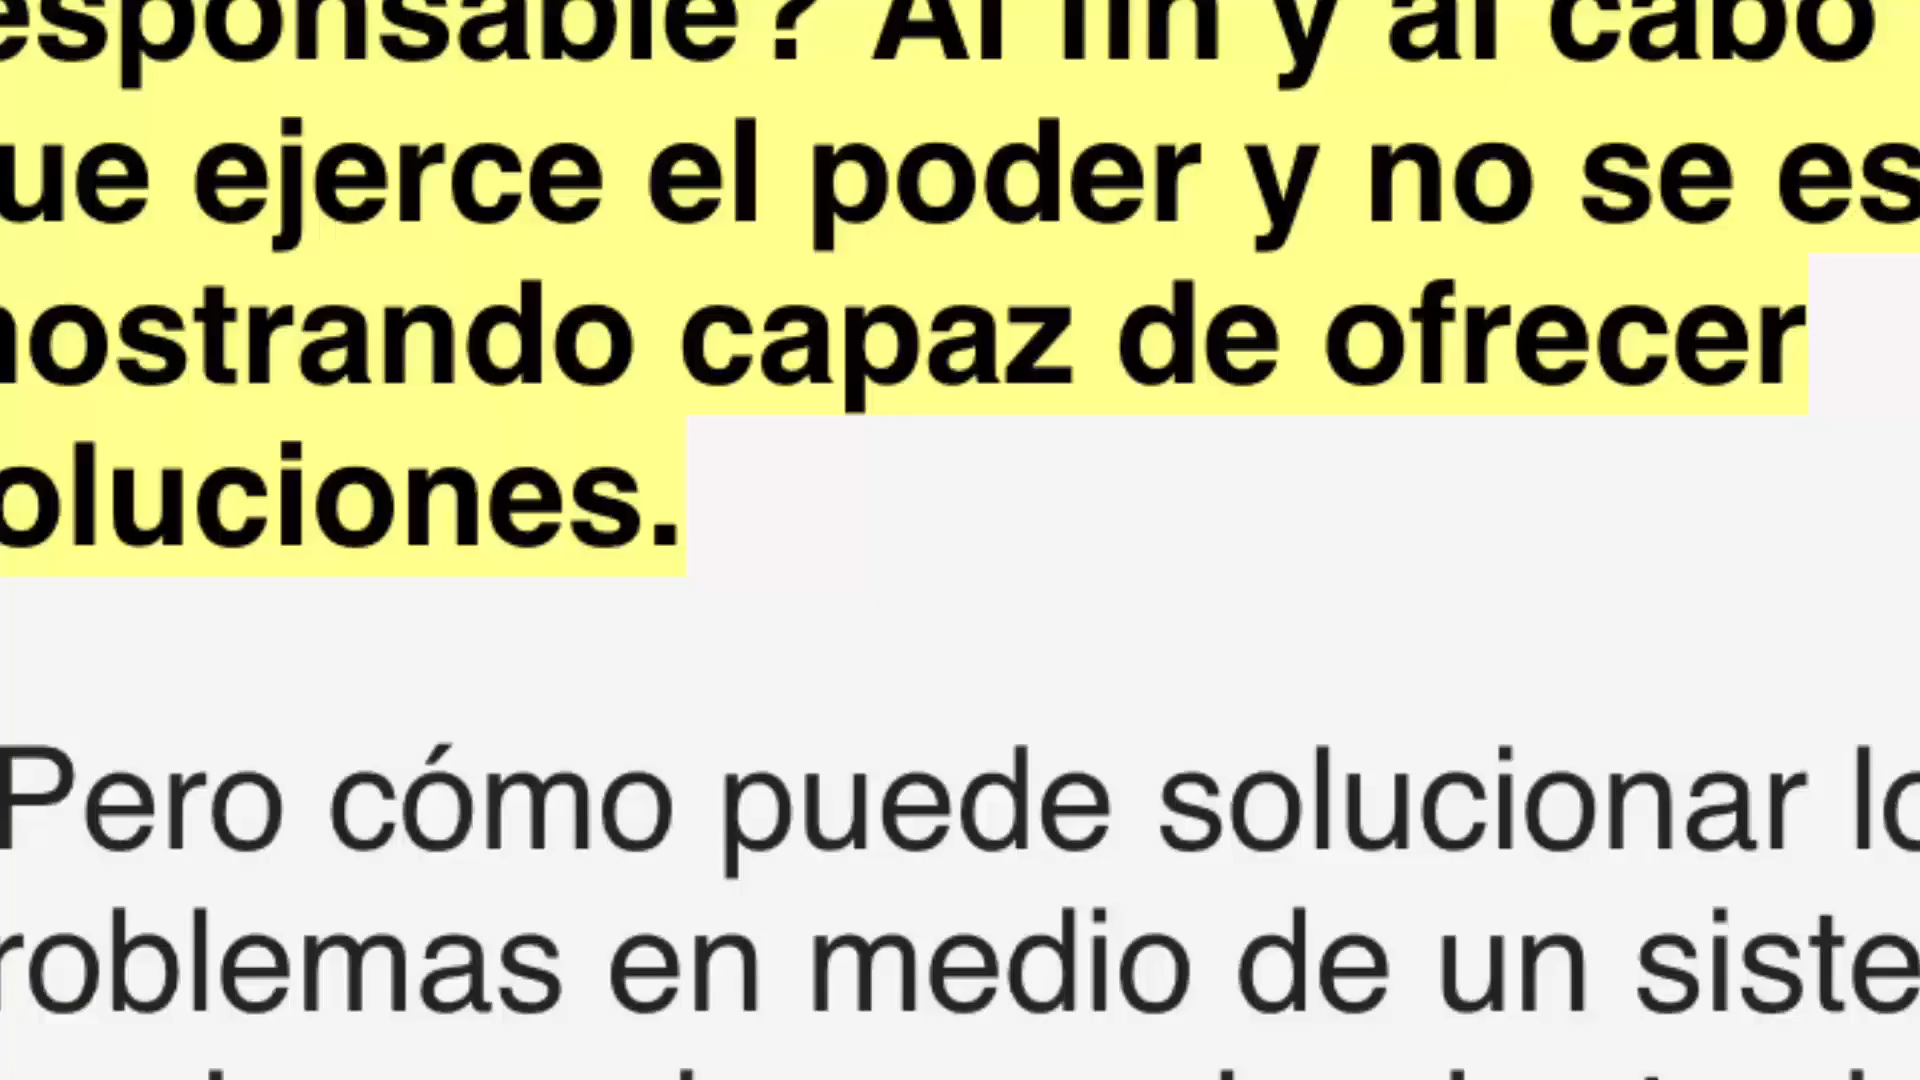 esponsable? Al fin y al cabo
ue ejerce el poder y no se es
ostrando capaz de ofrecer
oluciones.
Pero cómo puede solucionar lo
roblemas en medio de un siste